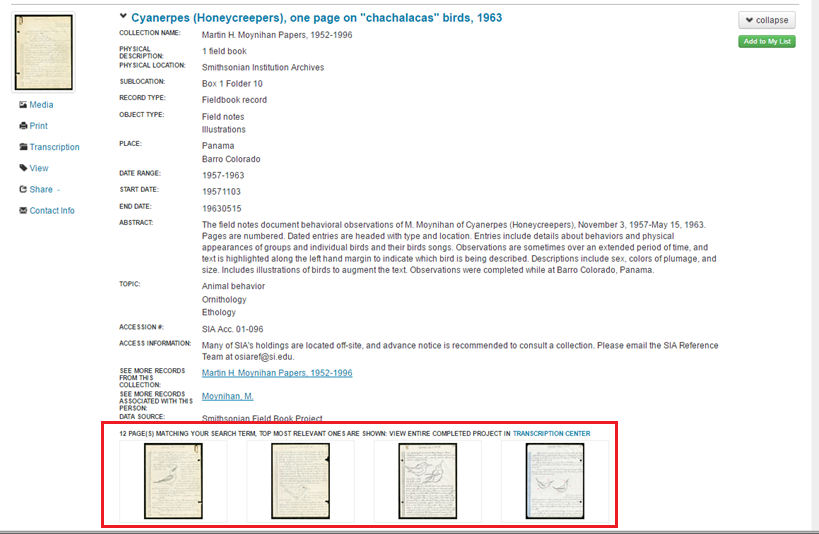 Cyanerpes (Honeycreepers), one page on "chachalacas" birds, 1963
collapse
Add to My List
COLLECTION NAME: Martin H. Moynihan Papers, 1952-1996
PHYSICAL DESCRIPTION: 1 field book
PHYSICAL LOCATION: Smithsonian Institution Archives
SUBLOCATION: Box 1 Folder 10
RECORD TYPE: Fieldbook record
OBJECT TYPE: Field notes
Illustrations
PLACE: Panama
Barro Colorado
DATE RANGE: 1957-1963
START DATE: 19571103
END DATE: 19630515
ABSTRACT: The field notes document behavioral observations of M. Moynihan of Cyanerpes (Honeycreepers), November 3, 1957-May 15, 1963.
Pages are numbered. Dated entries are headed with type and location. Entries include details about behaviors and physical
appearances of groups and individual birds and their birds songs. Observations are sometimes over an extended period of time, and
text is highlighted along the left hand margin to indicate which bird is being described. Descriptions include sex, colors of plumage, and
size. Includes illustrations of birds to augment the text. Observations were completed while at Barro Colorado, Panama.
TOPIC: Animal behavior
Ornithology
Ethology
ACCESSION #: SIA Acc. 01-096
ACCESS INFORMATION: Many of SIA's holdings are located off-site, and advance notice is recommended to consult a collection. Please email the SIA Reference
Team at osiaref@si.edu.
SEE MORE RECORDS FROM THIS COLLECTION: Martin H. Moynihan Papers, 1952-1996
SEE MORE RECORDS ASSOCIATED WITH THIS PERSON: Moynihan, M.
DATA SOURCE: Smithsonian Field Book Project
12 PAGE(S) MATCHING YOUR SEARCH TERM, TOP MOST RELEVANT ONES ARE SHOWN: VIEW ENTIRE COMPLETED PROJECT IN TRANSCRIPTION CENTER
Media
Print
Transcription
View
Share -
Contact Info